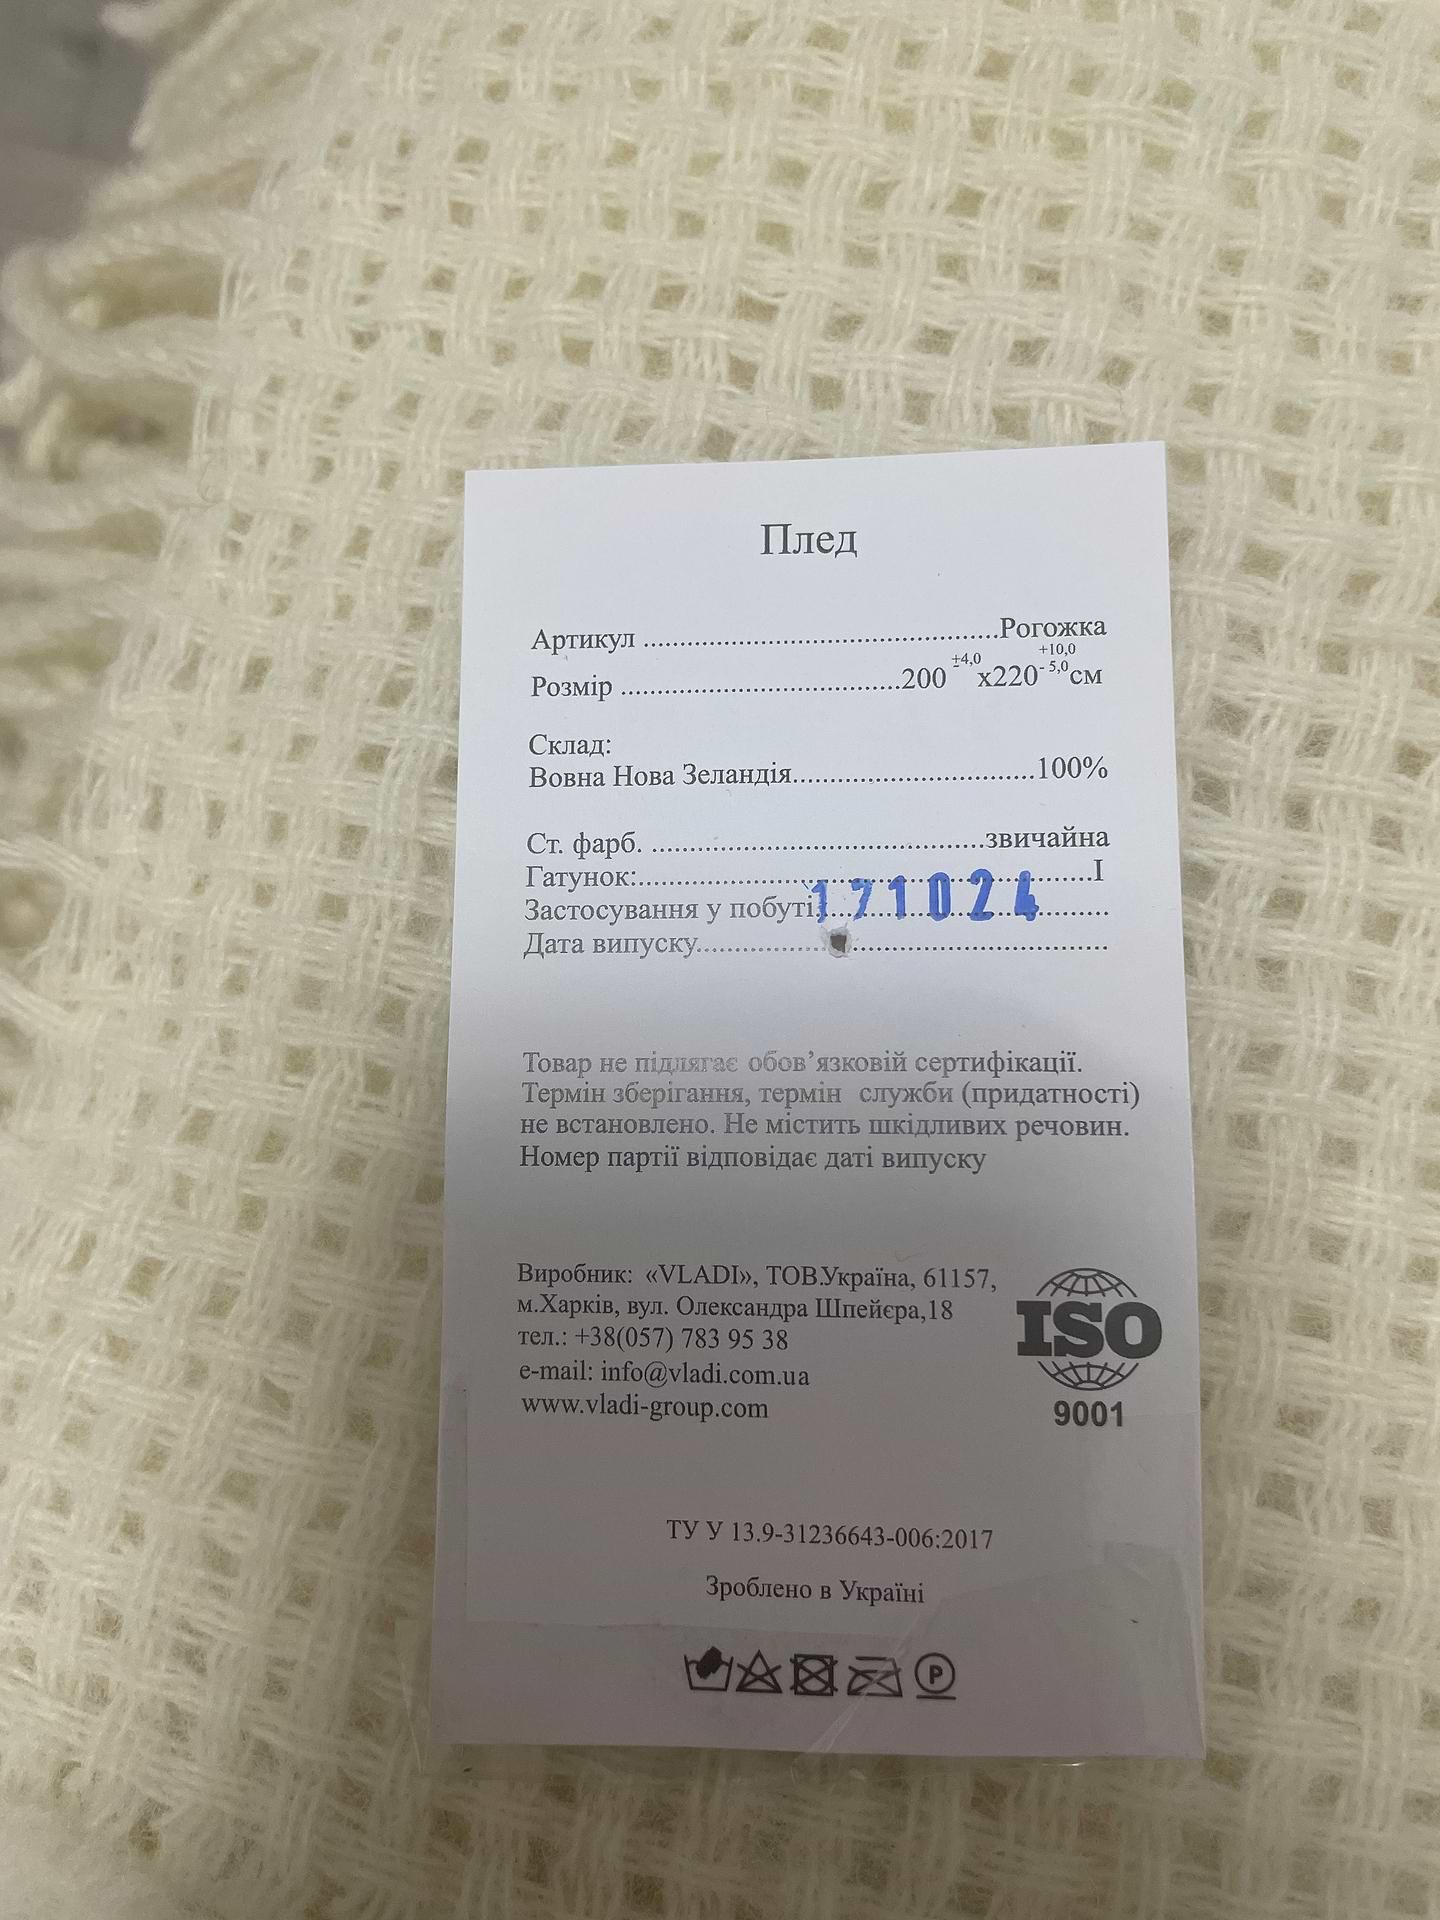 Плед
Артикул ..............................................Рогожка
Розмір ....................................200 ±4,0 х220 +10,0 - 5,0 см
Склад:
Вовна Нова Зеландія...............................100%
Ст. фарб. ...........................................звичайна
Гатунок:..........................................................І
Застосування у побуті......................................
171024
Дата випуску.....................................................
Товар не підлягає обов’язковій сертифікації.
Термін зберігання, термін служби (придатності)
не встановлено. Не містить шкідливих речовин.
Номер партії відповідає даті випуску
Виробник: «VLADI», ТОВ.Україна, 61157,
м.Харків, вул. Олександра Шпейєра,18
тел.: +38(057) 783 95 38
e-mail: info@vladi.com.ua
www.vladi-group.com
ISO
9001
ТУ У 13.9-31236643-006:2017
Зроблено в Україні
P